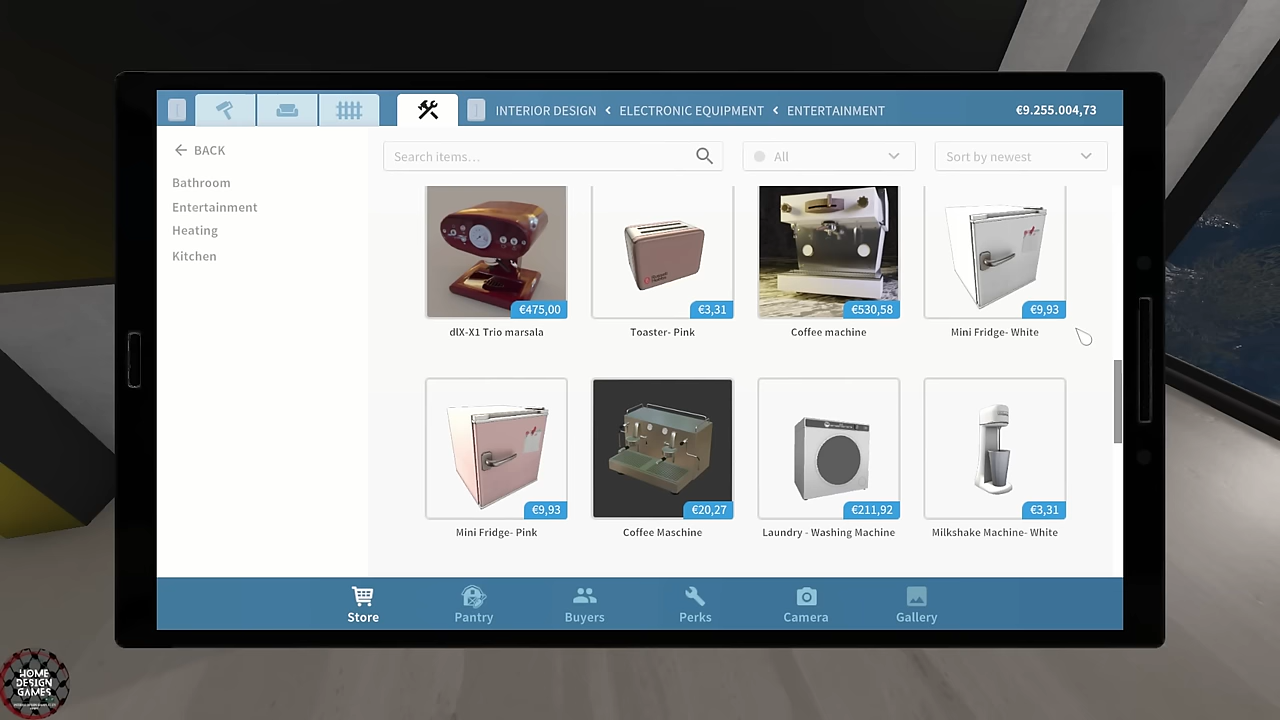 INTERIOR DESIGN < ELECTRONIC EQUIPMENT < ENTERTAINMENT
€9.255.004,73
BACK
Search items...
All
Sort by newest
Bathroom
Entertainment
Heating
Kitchen
€475,00
€3,31
€530,58
€9,93
dlX-X1 Trio marsala
Toaster- Pink
Coffee machine
Mini Fridge- White
€9,93
€20,27
€211,92
€3,31
Mini Fridge- Pink
Coffee Maschine
Laundry - Washing Machine
Milkshake Machine- White
Store
Pantry
Buyers
Perks
Camera
Gallery
HOME
DESIGN
GAMES